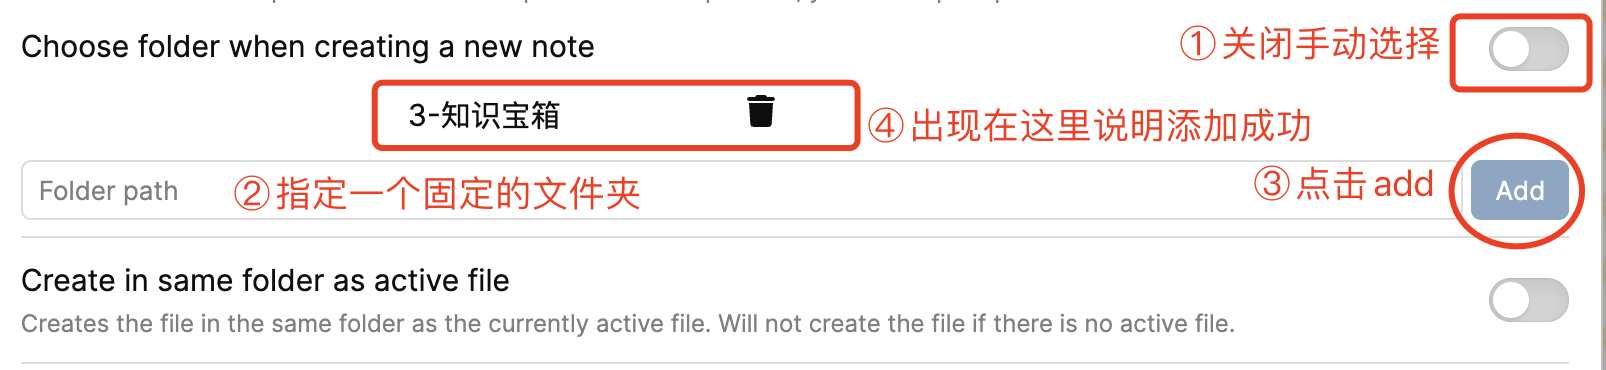 Choose folder when creating a new note
①关闭手动选择
3-知识宝箱
④出现在这里说明添加成功
Folder path
②指定一个固定的文件夹
③点击add
Add
Create in same folder as active file
Creates the file in the same folder as the currently active file. Will not create the file if there is no active file.